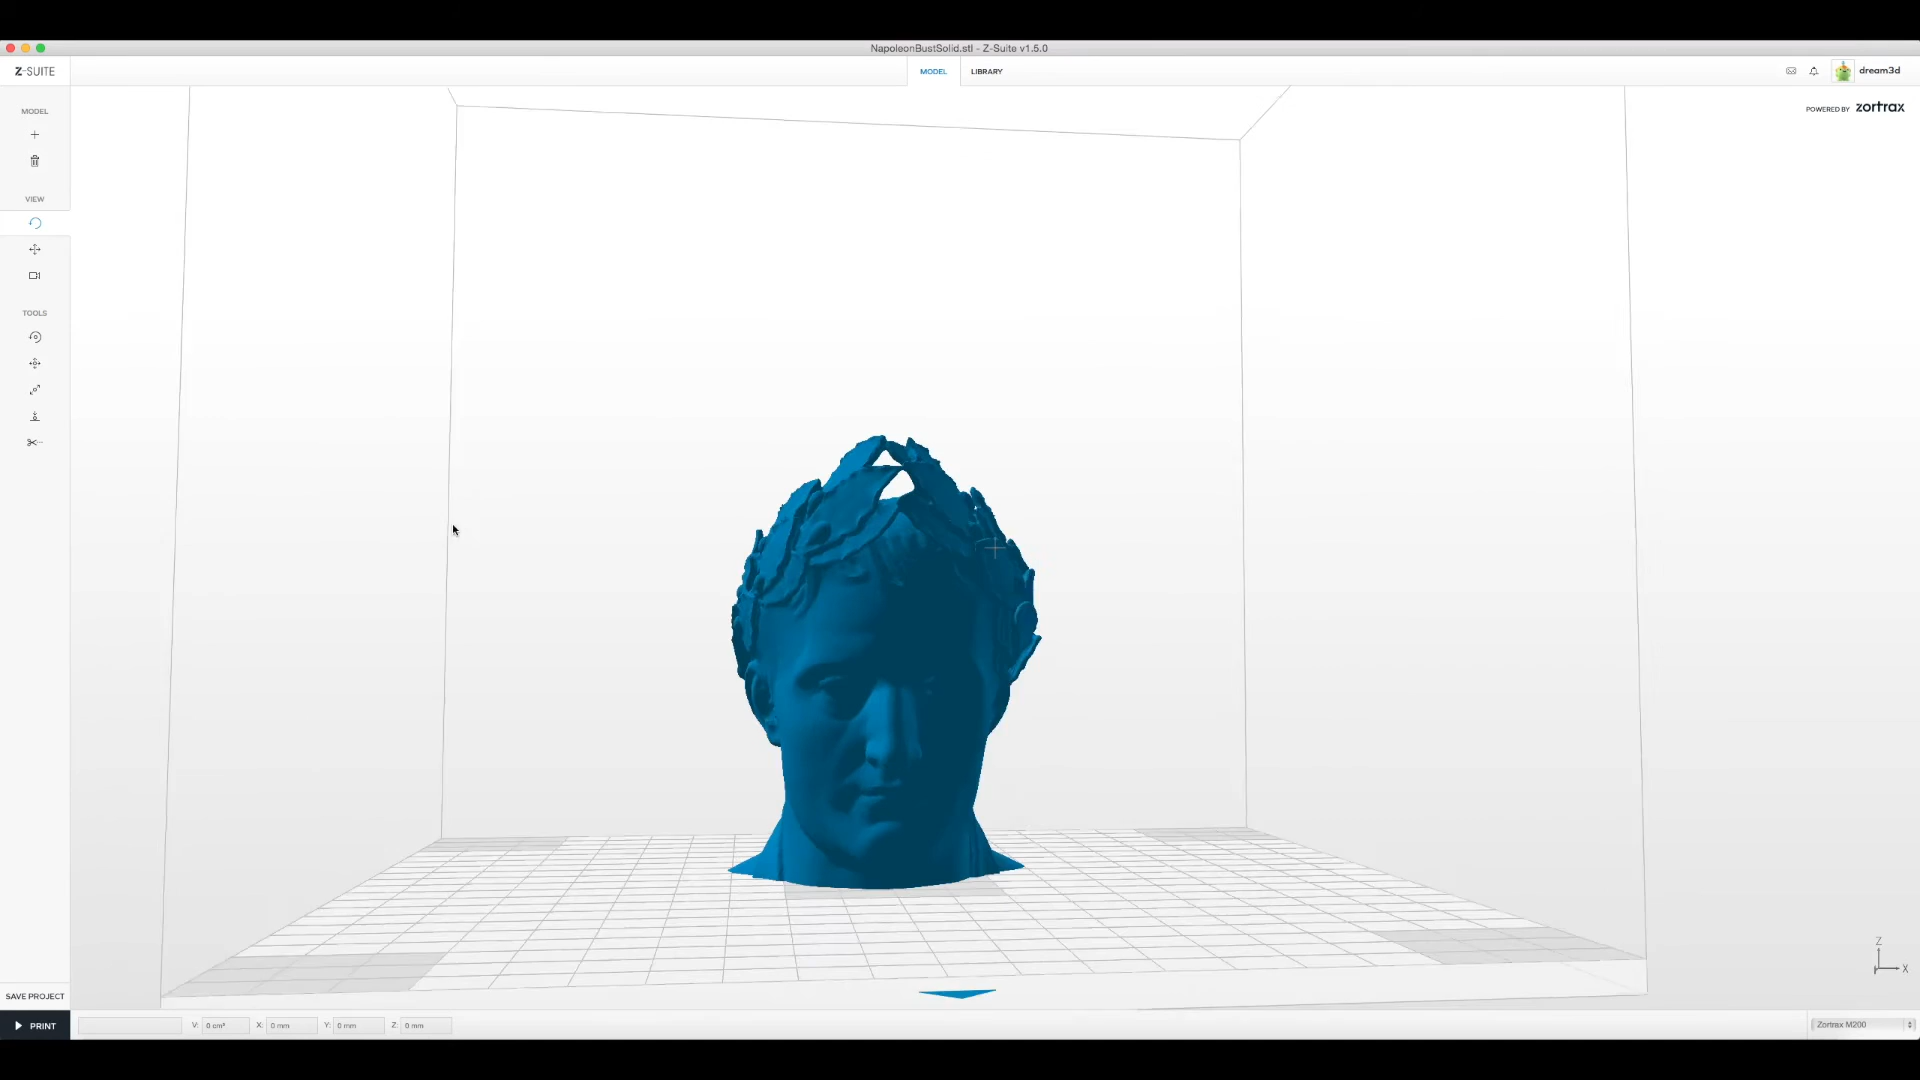 NapoleonBustSolid.stl - Z-Suite v1.5.0
Z-SUITE
MODEL
LIBRARY
dream3d
POWERED BY zortrax
MODEL
VIEW
TOOLS
Z
X
SAVE PROJECT
PRINT
V: 0 cm³ X: 0 mm Y: 0 mm Z: 0 mm
Zortrax M200